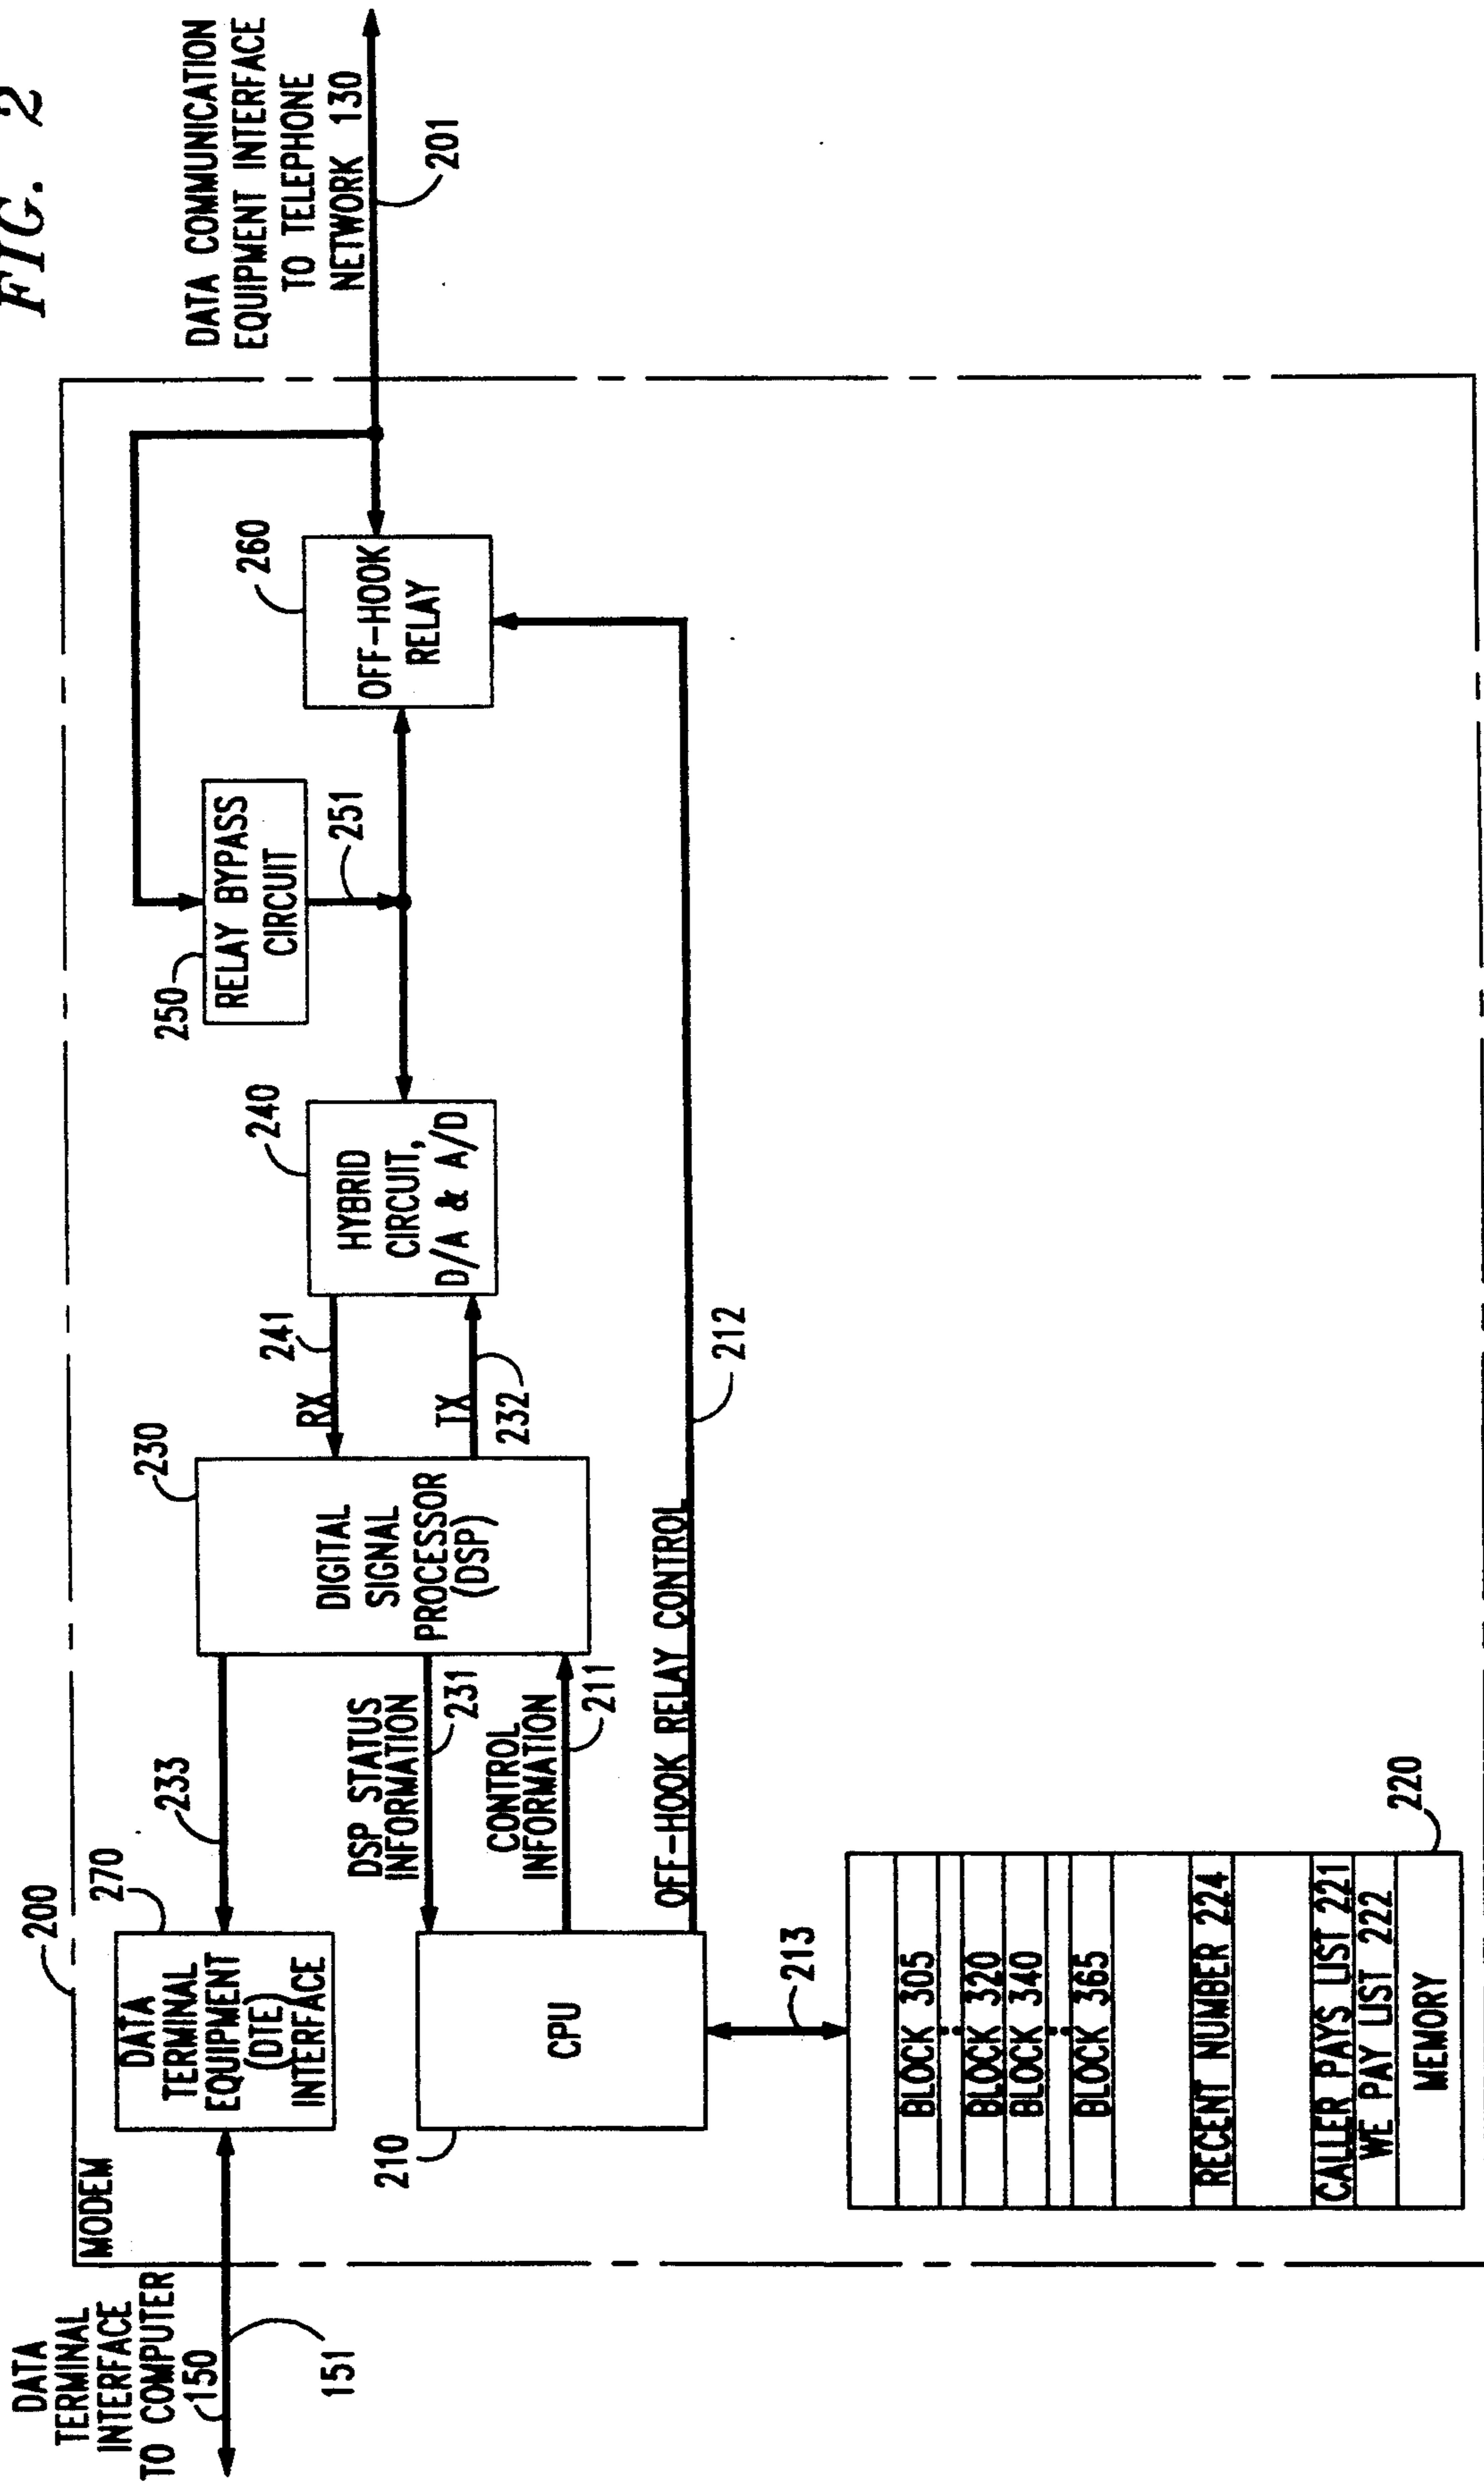 FIG. 2
DATA
TERMINAL
INTERFACE
TO COMPUTER
150
151
MODEM
200
270
DATA
TERMINAL
EQUIPMENT
(DTE)
INTERFACE
233
210
CPU
DSP STATUS
INFORMATION
231
CONTROL
INFORMATION
211
OFF-HOOK RELAY CONTROL
212
213
230
DIGITAL
SIGNAL
PROCESSOR
(DSP)
RX
241
TX
232
240
HYBRID
CIRCUIT,
D/A & A/D
250
RELAY BYPASS
CIRCUIT
251
260
OFF-HOOK
RELAY
DATA COMMUNICATION
EQUIPMENT INTERFACE
TO TELEPHONE
NETWORK 130
201
BLOCK 305
BLOCK 320
BLOCK 340
BLOCK 365
RECENT NUMBER 224
CALLER PAYS LIST 221
WE PAY LIST 222
MEMORY
220